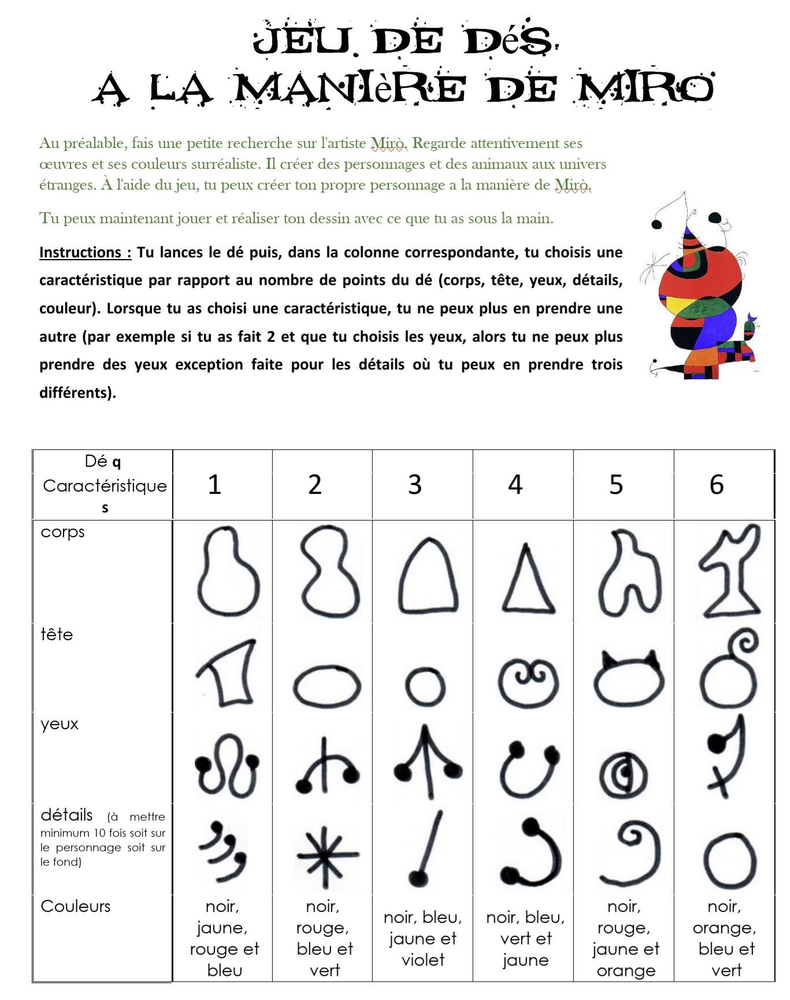 JEU DE DéS
A LA MANIèRE DE MIRO
Au préalable, fais une petite recherche sur l'artiste Mirò. Regarde attentivement ses
œuvres et ses couleurs surréaliste. Il créer des personnages et des animaux aux univers
étranges. À l'aide du jeu, tu peux créer ton propre personnage a la manière de Mirò.
Tu peux maintenant jouer et réaliser ton dessin avec ce que tu as sous la main.
Instructions : Tu lances le dé puis, dans la colonne correspondante, tu choisis une
caractéristique par rapport au nombre de points du dé (corps, tête, yeux, détails,
couleur). Lorsque tu as choisi une caractéristique, tu ne peux plus en prendre une
autre (par exemple si tu as fait 2 et que tu choisis les yeux, alors tu ne peux plus
prendre des yeux exception faite pour les détails où tu peux en prendre trois
différents).
Dé q
Caractéristique
s
1 2 3 4 5 6
corps
tête
yeux
détails (à mettre
minimum 10 fois soit sur
le personnage soit sur
le fond)
Couleurs
noir,
jaune,
rouge et
bleu
noir,
rouge,
bleu et
vert
noir, bleu,
jaune et
violet
noir, bleu,
vert et
jaune
noir,
rouge,
jaune et
orange
noir,
orange,
bleu et
vert